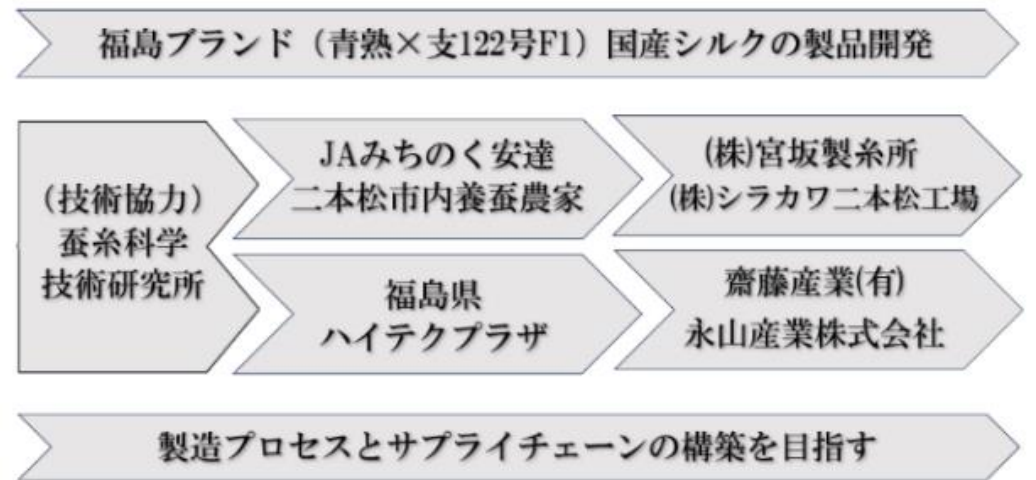 福島ブランド（青熟×支122号F1）国産シルクの製品開発
（技術協力）
蚕糸科学
技術研究所
JAみちのく安達
二本松市内養蚕農家
(株)宮坂製糸所
(株)シラカワ二本松工場
福島県
ハイテクプラザ
齋藤産業(有)
永山産業株式会社
製造プロセスとサプライチェーンの構築を目指す